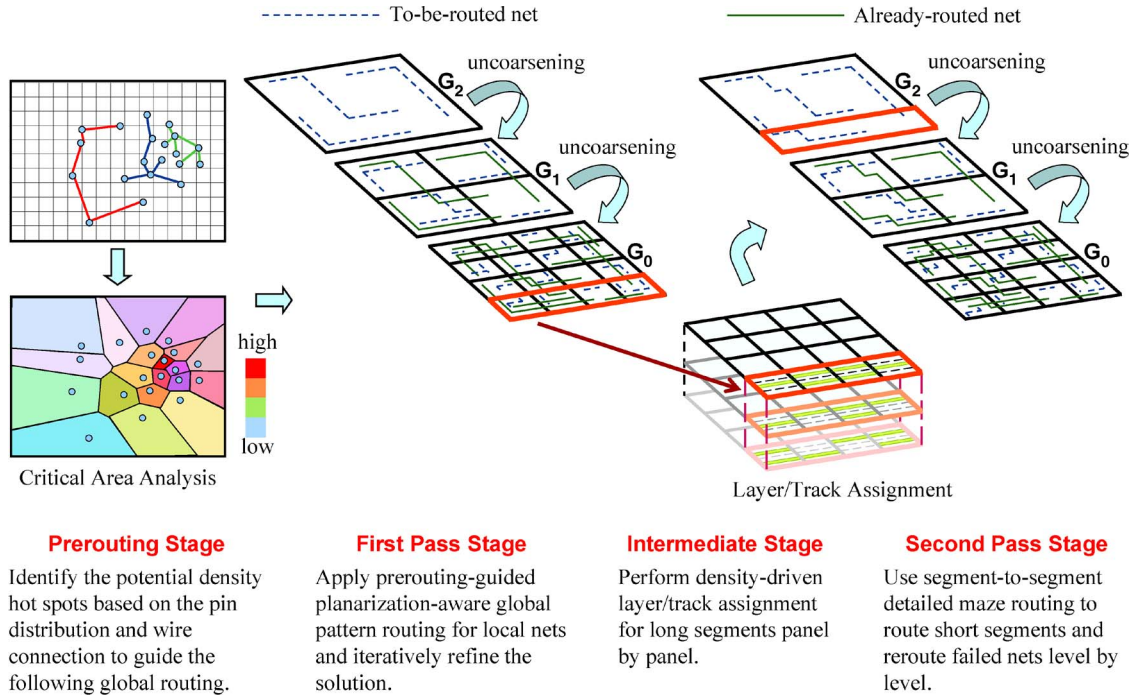 To-be-routed net
Already-routed net
uncoarsening
G2
uncoarsening
G1
G0
uncoarsening
G2
uncoarsening
G1
G0
high
low
Critical Area Analysis
Layer/Track Assignment
Prerouting Stage
Identify the potential density
hot spots based on the pin
distribution and wire
connection to guide the
following global routing.
First Pass Stage
Apply prerouting-guided
planarization-aware global
pattern routing for local nets
and iteratively refine the
solution.
Intermediate Stage
Perform density-driven
layer/track assignment
for long segments panel
by panel.
Second Pass Stage
Use segment-to-segment
detailed maze routing to
route short segments and
reroute failed nets level by
level.